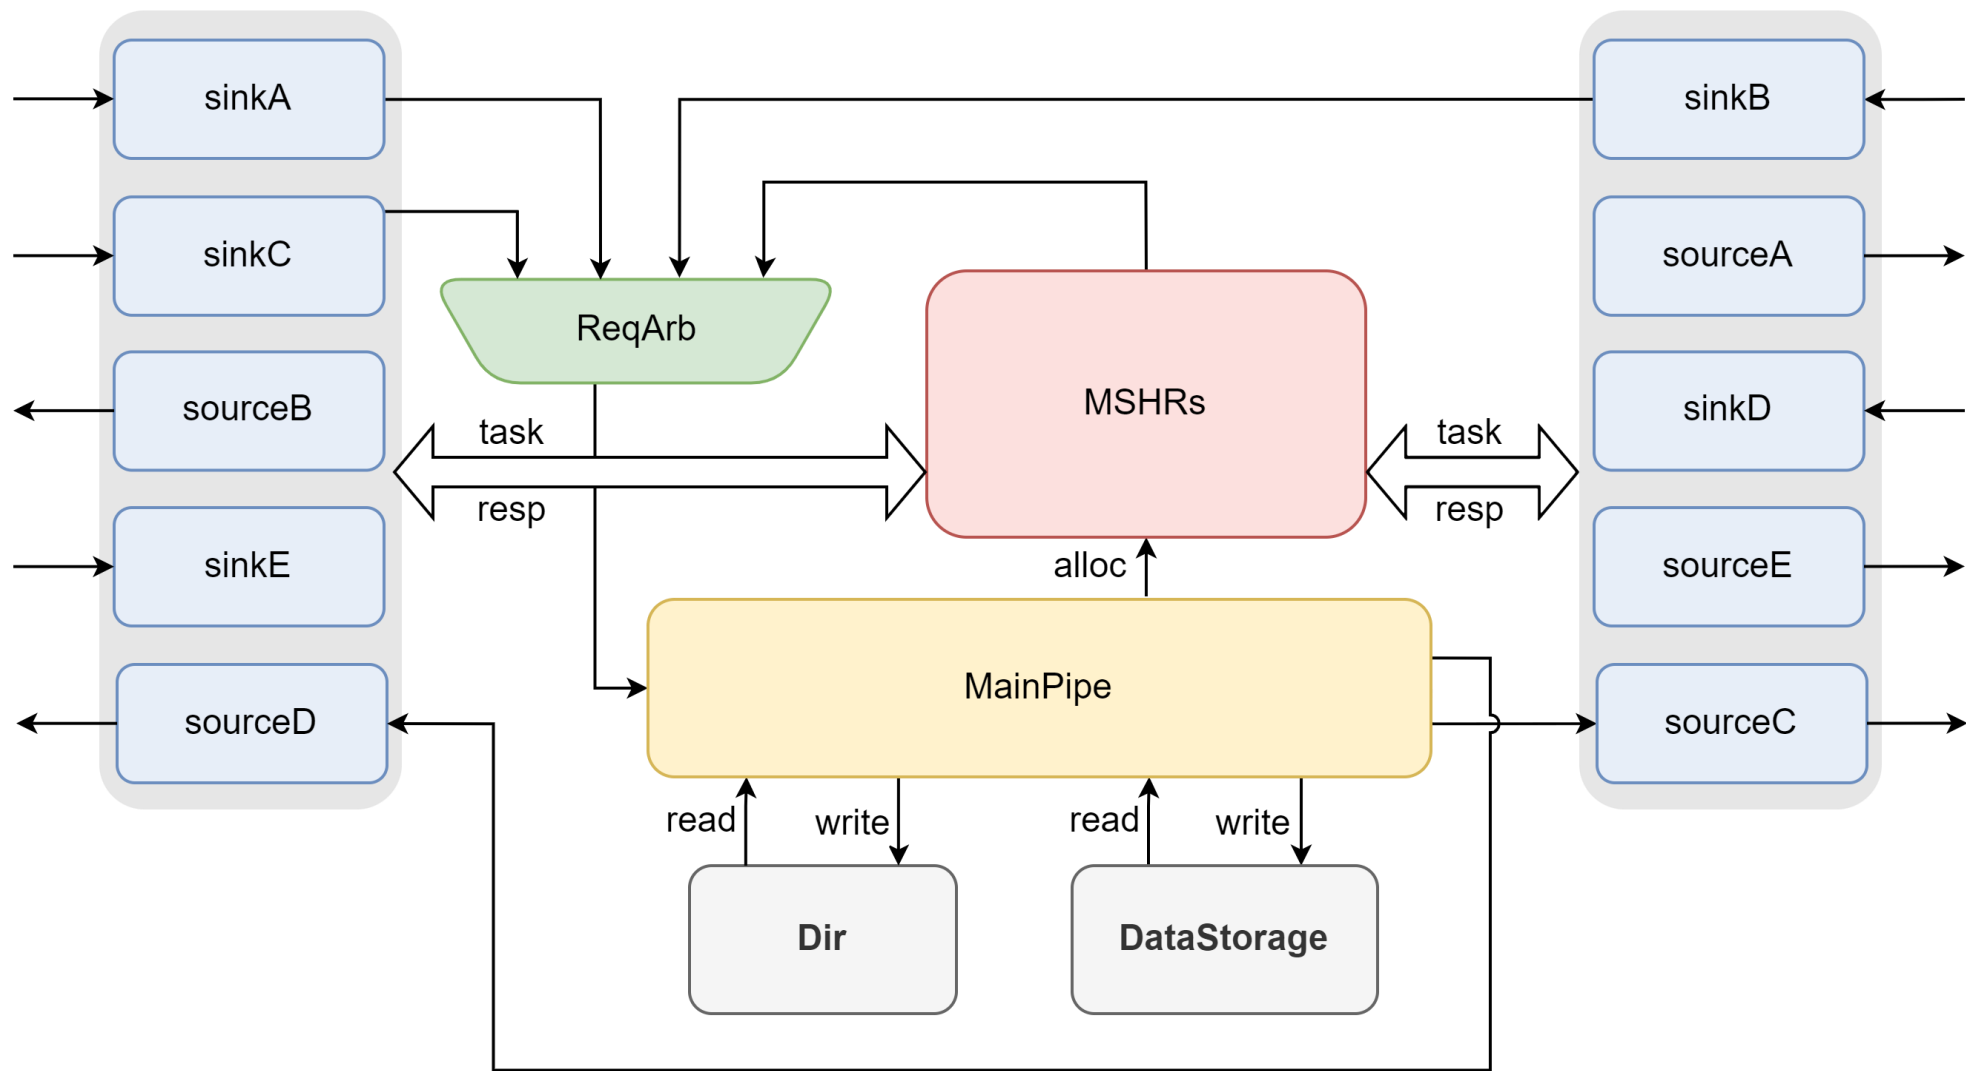 sinkA
sinkB
sinkC
sourceA
ReqArb
MSHRs
sourceB
sinkD
task
task
resp
resp
sinkE
alloc
sourceE
MainPipe
sourceD
sourceC
read
write
read
write
Dir
DataStorage